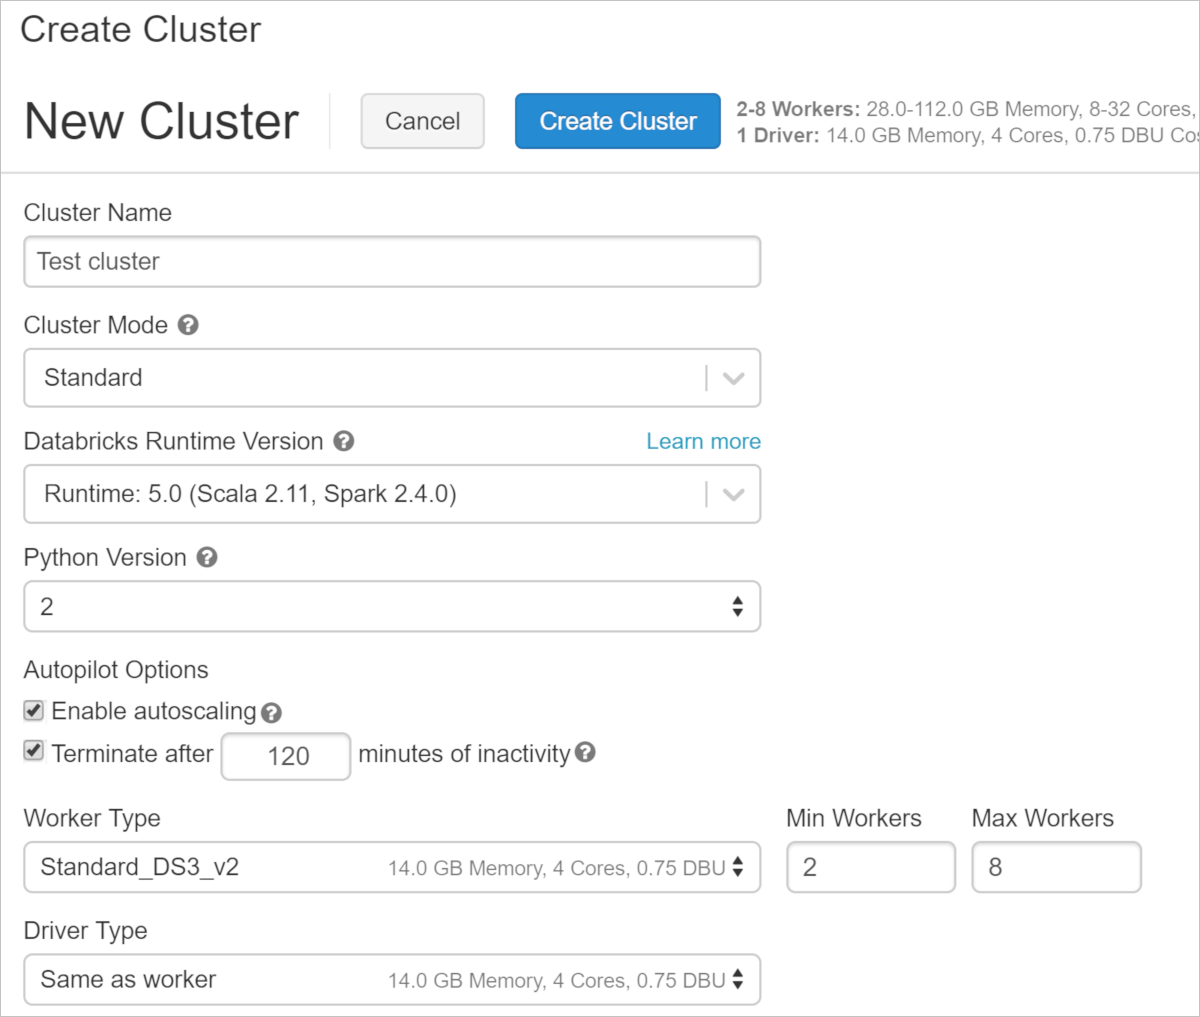 Create Cluster
New Cluster
Cancel
Create Cluster
2-8 Workers: 28.0-112.0 GB Memory, 8-32 Cores,
1 Driver: 14.0 GB Memory, 4 Cores, 0.75 DBU Cos
Cluster Name
Test cluster
Cluster Mode ?
Standard
Databricks Runtime Version ? Learn more
Runtime: 5.0 (Scala 2.11, Spark 2.4.0)
Python Version ?
2
Autopilot Options
Enable autoscaling ?
Terminate after 120 minutes of inactivity ?
Worker Type Min Workers Max Workers
Standard_DS3_v2 14.0 GB Memory, 4 Cores, 0.75 DBU 2 8
Driver Type
Same as worker 14.0 GB Memory, 4 Cores, 0.75 DBU